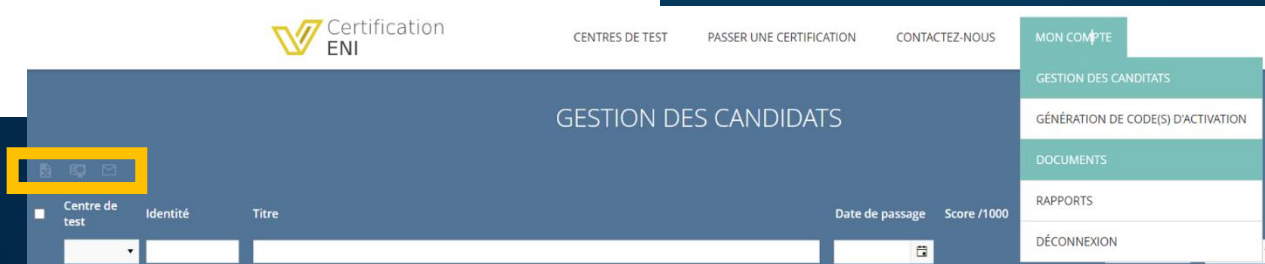 Certification
ENI
CENTRES DE TEST
PASSER UNE CERTIFICATION
CONTACTEZ-NOUS
MON COMPTE
GESTION DES CANDITATS
GÉNÉRATION DE CODE(S) D'ACTIVATION
DOCUMENTS
RAPPORTS
DÉCONNEXION
GESTION DES CANDIDATS
Centre de
test
Identité
Titre
Date de passage
Score /1000